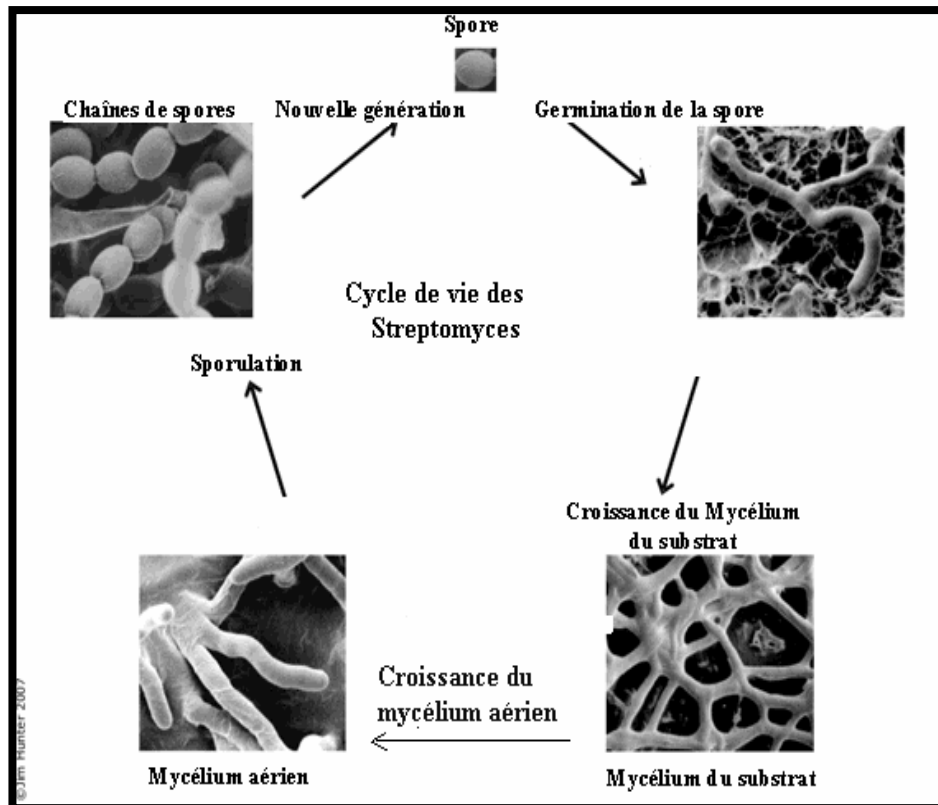 Spore
Chaînes de spores
Nouvelle génération
Germination de la spore
Cycle de vie des
Streptomyces
Sporulation
Croissance du Mycélium
du substrat
Croissance du
mycélium aérien
Mycélium aérien
Mycélium du substrat
©Jim Hunter 2007